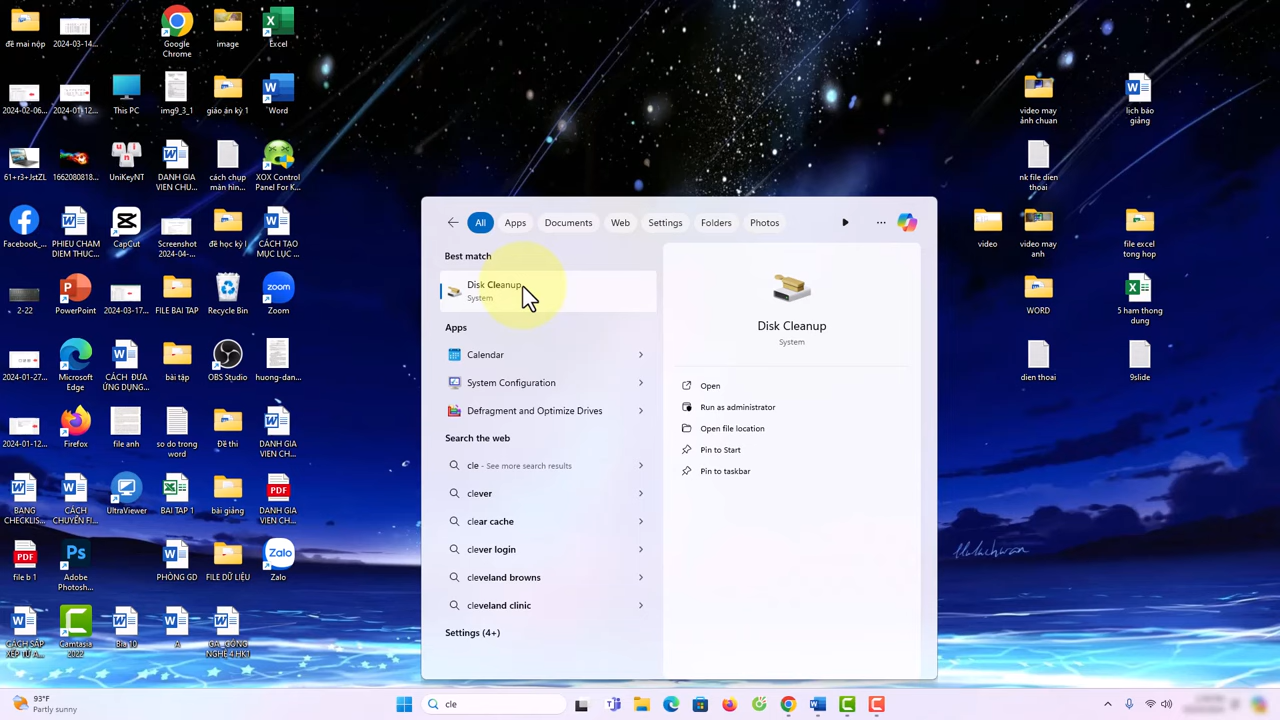 đề mai nộp
2024-03-14...
Google
Chrome
image
Excel
2024-02-06...
2024-01-12...
This PC
img9_3_1
giáo án kỳ 1
Word
61+r3+JstZL
1662080818...
UniKeyNT
DANH GIA
VIEN CHU...
cách chụp
màn hìn...
XOX Control
Panel For K...
Facebook_...
PHIEU CHAM
DIEM THUC...
CapCut
Screenshot
2024-04-...
đề học kỳ I
CÁCH TẠO
MỤC LỤC ...
2-22
PowerPoint
2024-03-17...
FILE BAI TAP
Recycle Bin
Zoom
2024-01-27...
Microsoft
Edge
CÁCH ĐƯA
ỨNG DỤNG...
bài tập
OBS Studio
huong-dan...
2024-01-12...
Firefox
file anh
so do trong
word
Đề thi
DANH GIA
VIEN CH...
BANG
CHECKLIS...
CÁCH
CHUYỂN FI...
UltraViewer
BAI TAP 1
bài giảng
DANH GIA
VIEN CH...
file b 1
Adobe
Photosh...
PHÒNG GD
FILE DỮ LIỆU
Zalo
CÁCH SẮP
XẾP TỪ A...
Camtasia
2022
Bìa 10
A
GA_CÔNG
NGHỆ 4.HK1
video may
ảnh chuan
lịch báo
giảng
nk file dien
thoai
video
video may
anh
file excel
tong hop
WORD
5 ham thong
dung
dien thoai
9slide
All
Apps
Documents
Web
Settings
Folders
Photos
Best match
Disk Cleanup
System
Apps
Calendar
System Configuration
Defragment and Optimize Drives
Search the web
cle - See more search results
clever
clear cache
clever login
cleveland browns
cleveland clinic
Settings (4+)
Disk Cleanup
System
Open
Run as administrator
Open file location
Pin to Start
Pin to taskbar
93°F
Partly sunny
cle